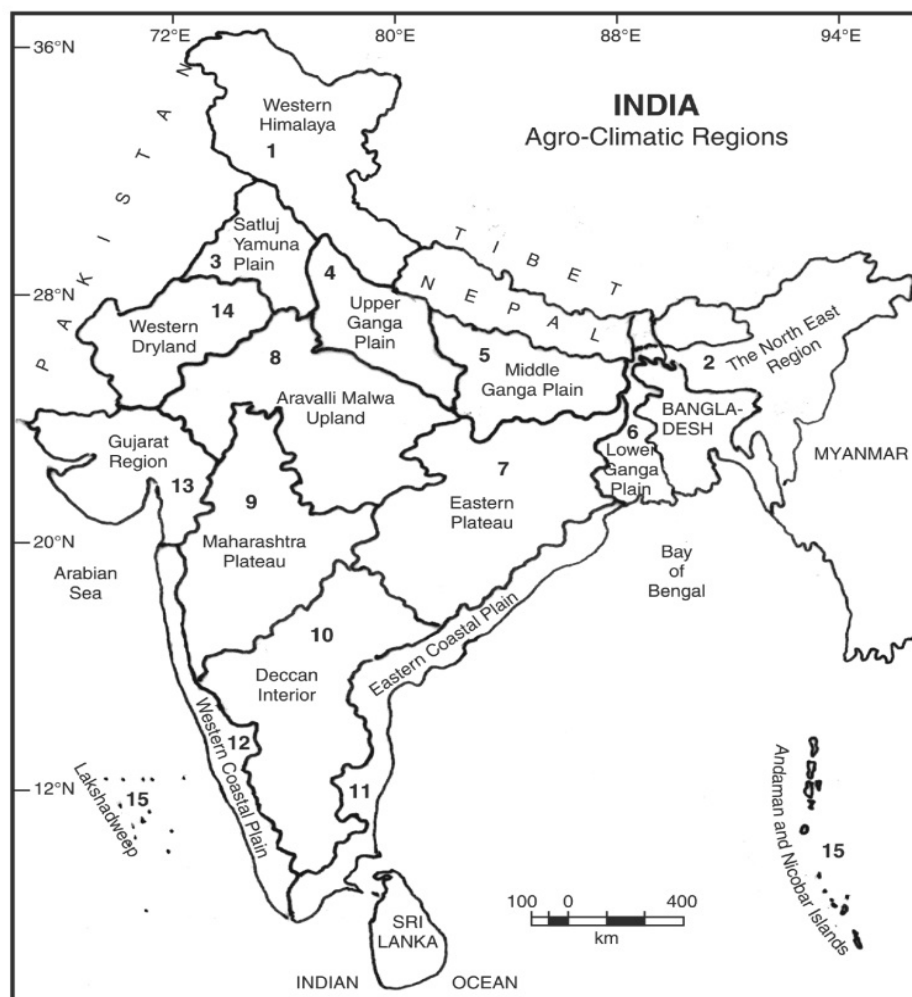 72°E
80°E
88°E
94°E
36°N
28°N
20°N
12°N
INDIA
Agro-Climatic Regions
PAKISTAN
TIBET
NEPAL
Western
Himalaya
1
Satluj
Yamuna
3
Plain
4
Upper
Ganga
Plain
14
Western
Dryland
8
Aravalli Malwa
Upland
5
Middle
Ganga Plain
2
The North East
Region
BANGLA-
DESH
MYANMAR
6
Lower
Ganga
Plain
Gujarat
Region
13
9
Maharashtra
Plateau
7
Eastern
Plateau
Arabian
Sea
Bay
of
Bengal
10
Deccan
Interior
Eastern Coastal Plain
11
12
Western Coastal Plain
Lakshadweep
15
Andaman and Nicobar Islands
15
SRI
LANKA
100 0 400
km
INDIAN OCEAN